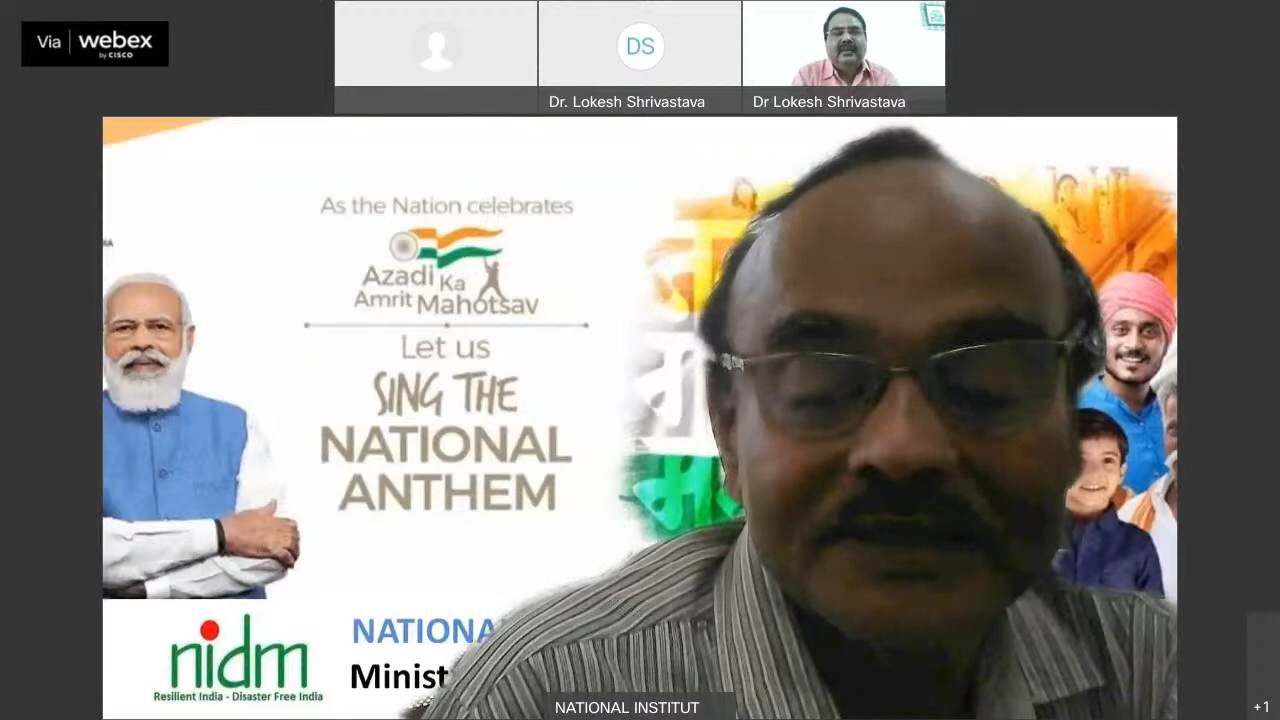 Via webex
by CISCO
DS
Dr. Lokesh Shrivastava
Dr Lokesh Shrivastava
As the Nation celebrates
Azadi Ka
Amrit Mahotsav
Let us
SING THE
NATIONAL
ANTHEM
nidm
Resilient India - Disaster Free India
NATIONA
Minist
NATIONAL INSTITUT
+1